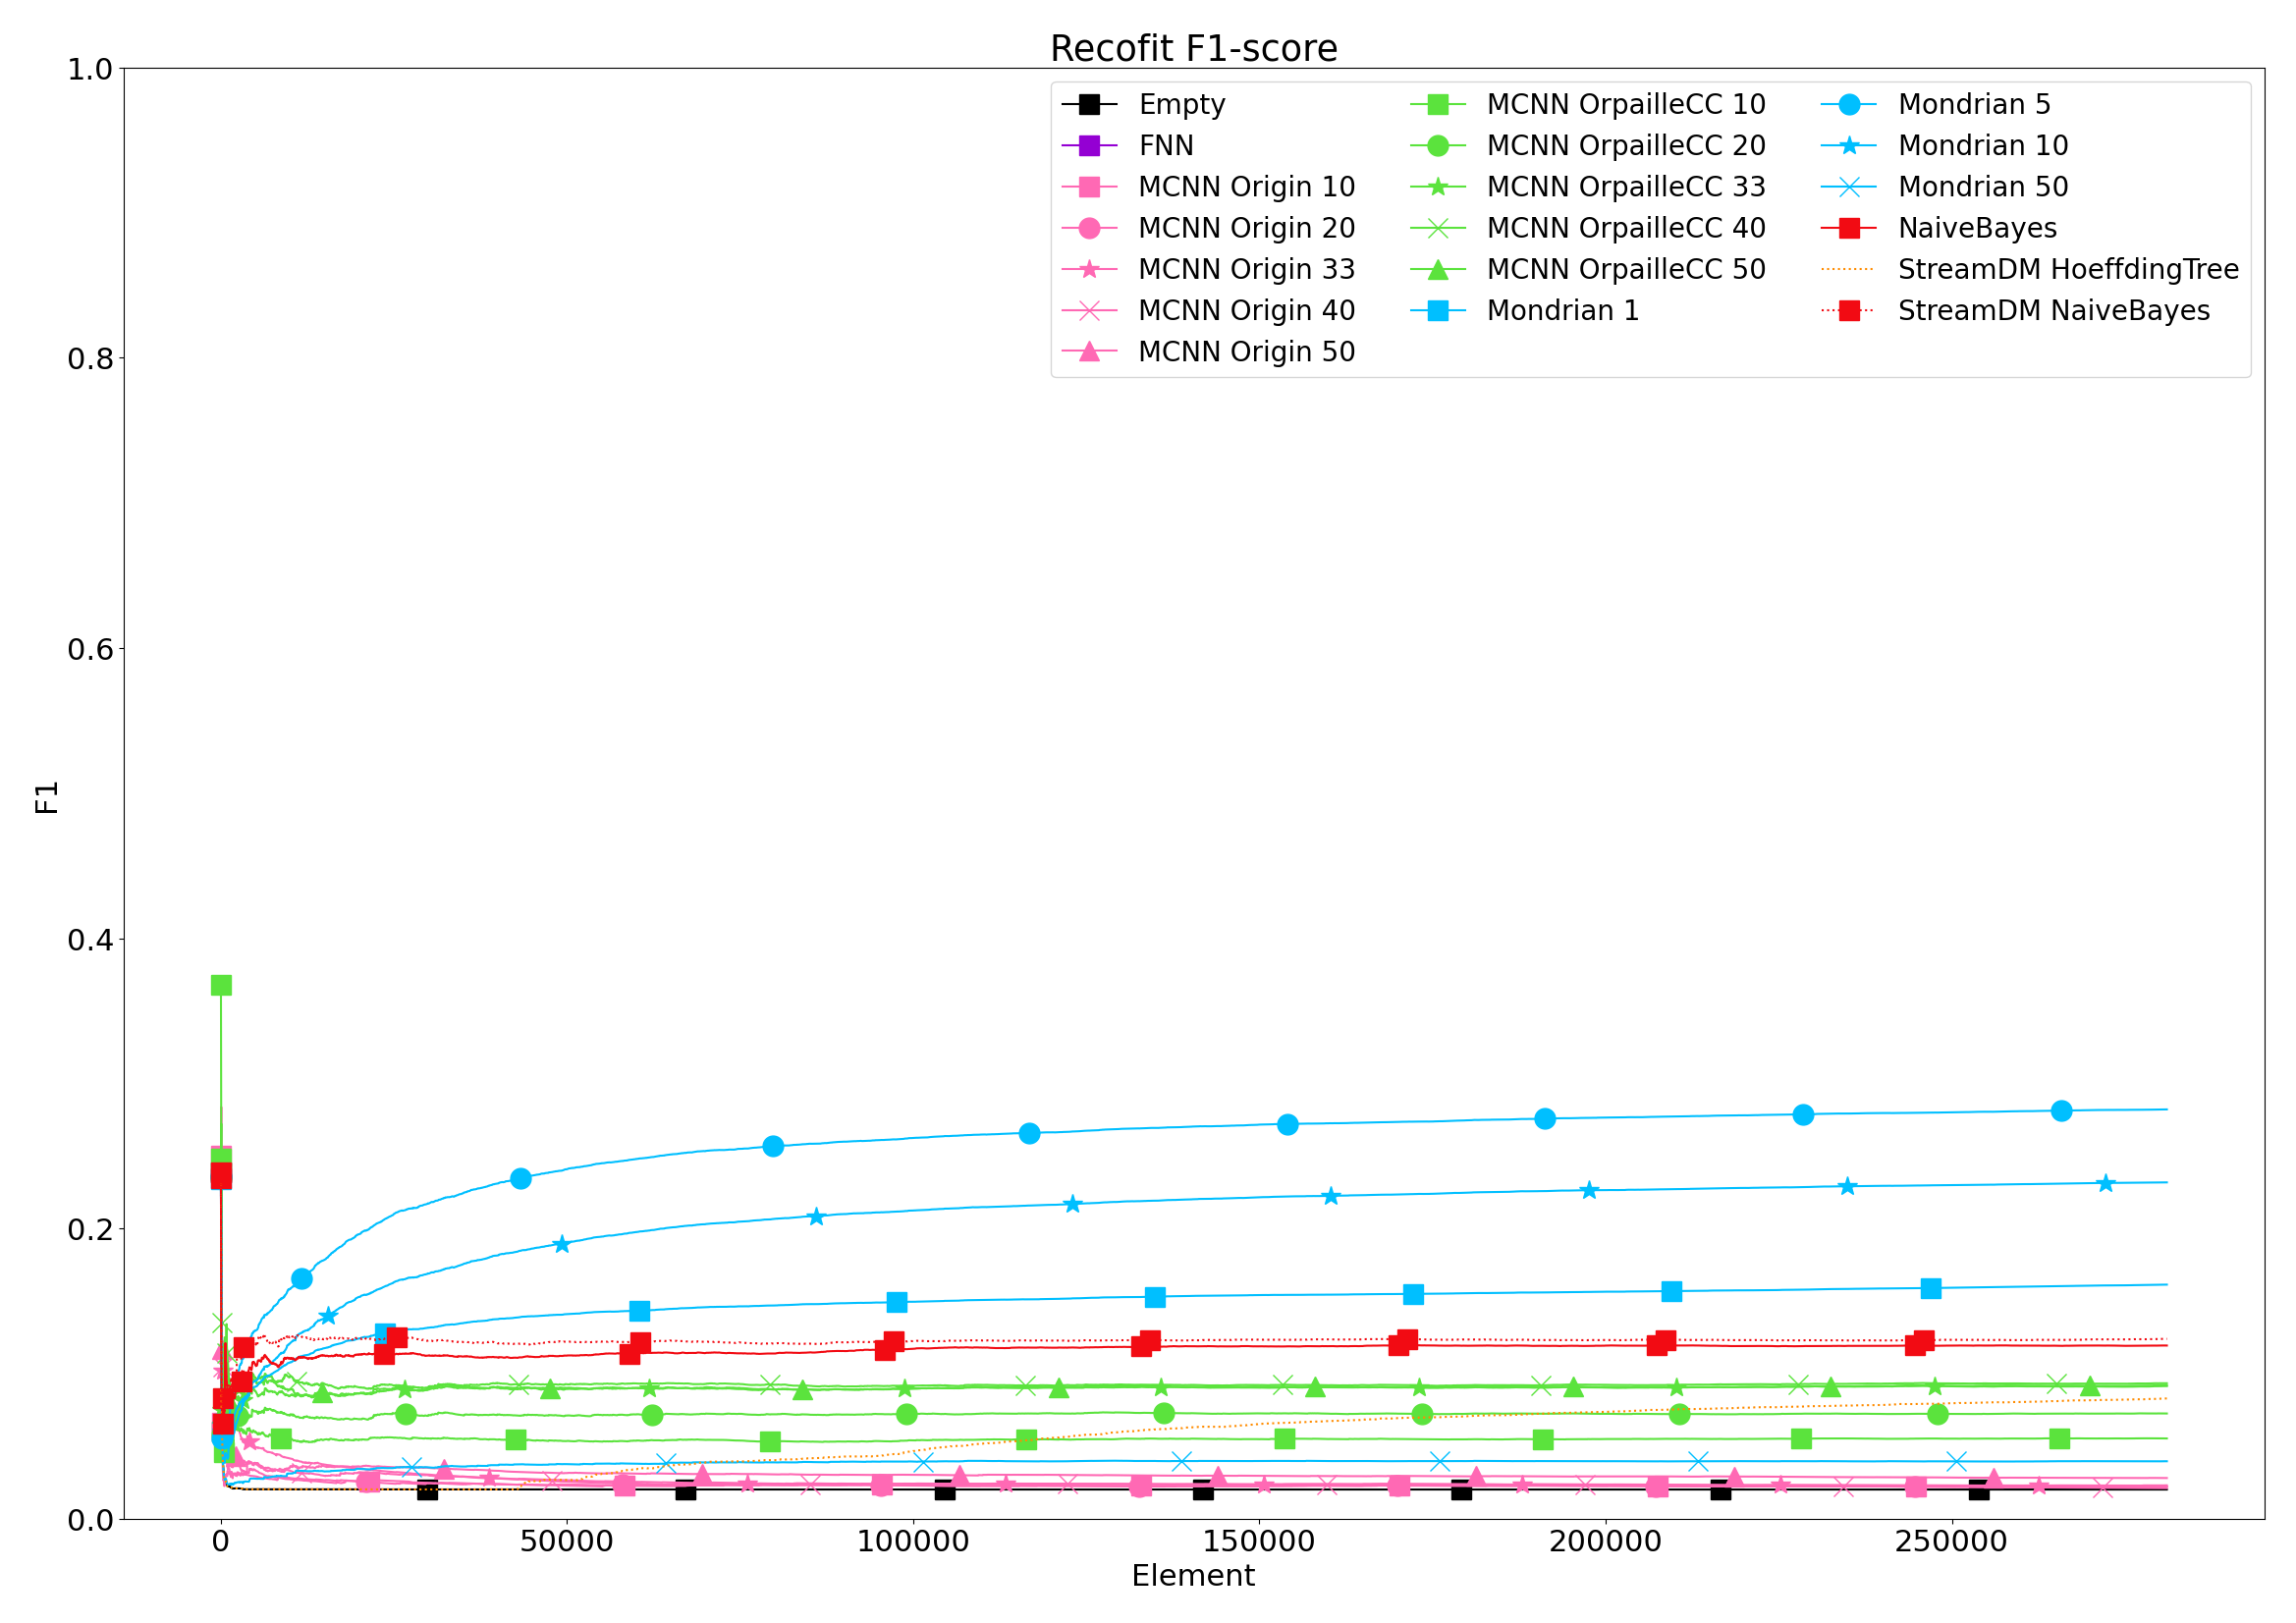 Recofit F1-score
Empty
FNN
MCNN Origin 10
MCNN Origin 20
MCNN Origin 33
MCNN Origin 40
MCNN Origin 50
MCNN OrpailleCC 10
MCNN OrpailleCC 20
MCNN OrpailleCC 33
MCNN OrpailleCC 40
MCNN OrpailleCC 50
Mondrian 1
Mondrian 5
Mondrian 10
Mondrian 50
NaiveBayes
StreamDM HoeffdingTree
StreamDM NaiveBayes
1.0
0.8
0.6
0.4
0.2
0.0
F1
0 50000 100000 150000 200000 250000
Element